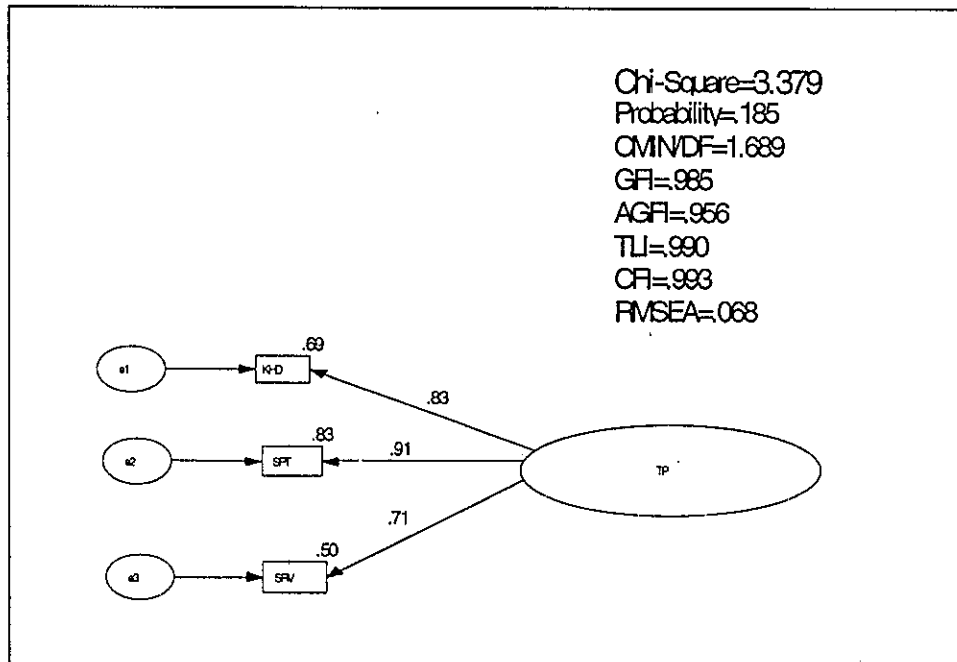 Chi-Square=3.379
Probability=.185
CMIN/DF=1.689
GFI=.985
AGFI=.956
TLI=.990
CFI=.993
RMSEA=.068
.69
e1
KHD
.83
.83
e2
SPT
.91
TP
.71
.50
e3
SRV